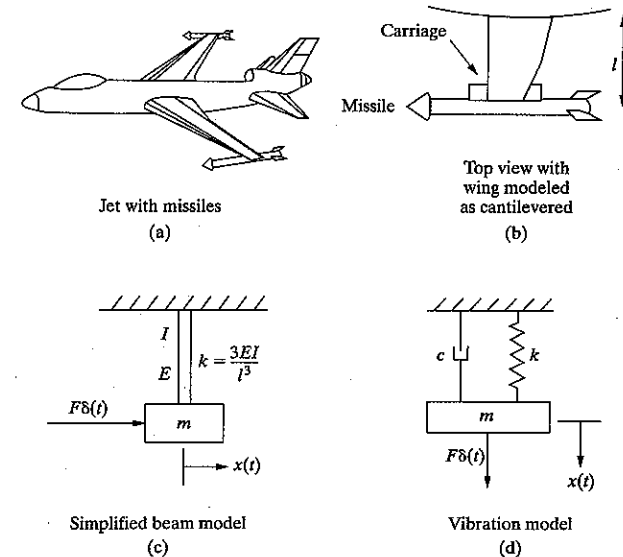 Jet with missiles
(a)
Carriage
Missile
l
Top view with
wing modeled
as cantilevered
(b)
I
E
k = 3EI/l³
Fδ(t)
m
x(t)
Simplified beam model
(c)
c
k
m
Fδ(t)
x(t)
Vibration model
(d)